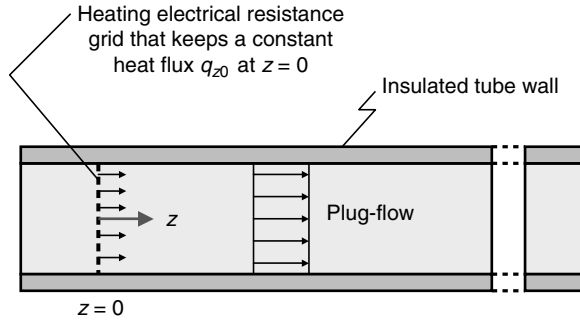 Heating electrical resistance
grid that keeps a constant
heat flux q_z0 at z = 0
Insulated tube wall
z
Plug-flow
z = 0